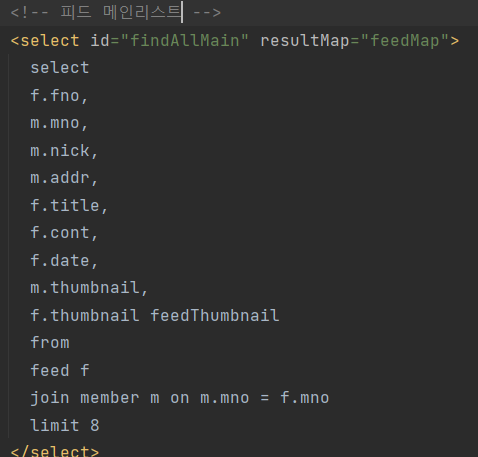 <!-- 피드 메인리스트 -->
<select id="findAllMain" resultMap="feedMap">
select
f.fno,
m.mno,
m.nick,
m.addr,
f.title,
f.cont,
f.date,
m.thumbnail,
f.thumbnail feedThumbnail
from
feed f
join member m on m.mno = f.mno
limit 8
</select>